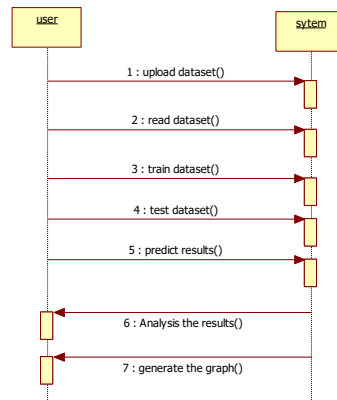 user
sytem
1 : upload dataset()
2 : read dataset()
3 : train dataset()
4 : test dataset()
5 : predict results()
6 : Analysis the results()
7 : generate the graph()